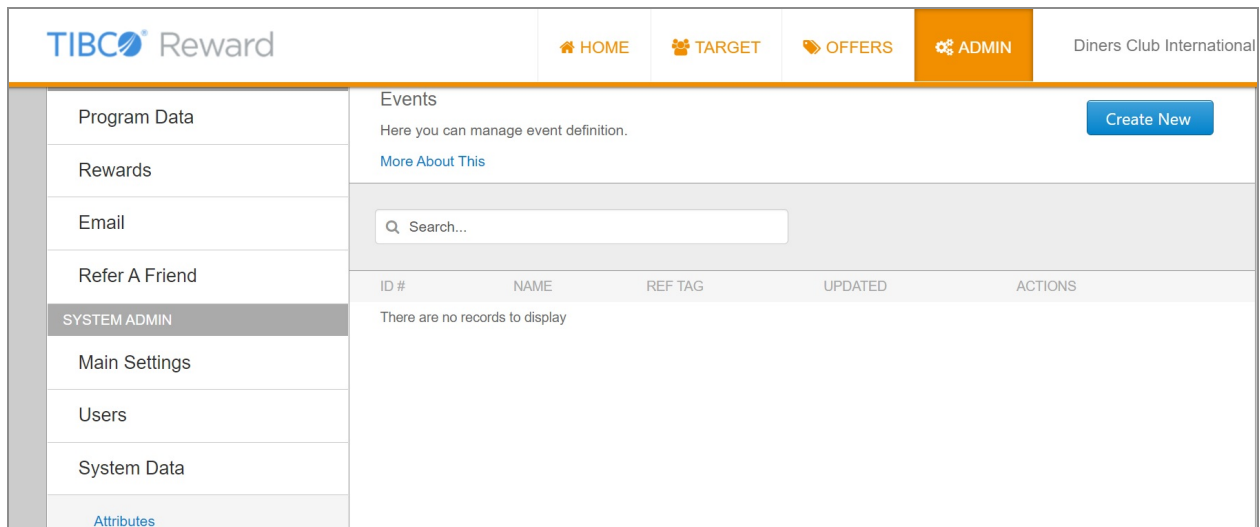 TIBCO® Reward
HOME
TARGET
OFFERS
ADMIN
Diners Club International
Program Data
Rewards
Email
Refer A Friend
SYSTEM ADMIN
Main Settings
Users
System Data
Attributes
Events
Here you can manage event definition.
More About This
Create New
Search...
ID # NAME REF TAG UPDATED ACTIONS
There are no records to display